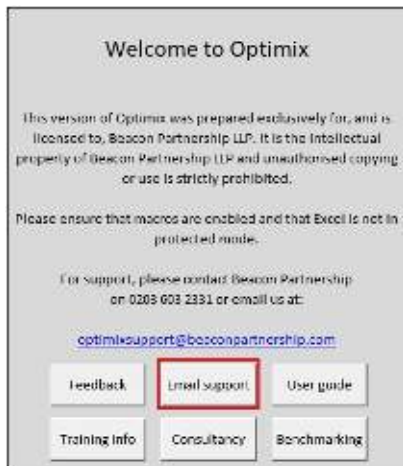 Welcome to Optimix
This version of Optimix was prepared exclusively for, and is
licensed to, Beacon Partnership LLP. It is the intellectual
property of Beacon Partnership LLP and unauthorised copying
or use is strictly prohibited.
Please ensure that macros are enabled and that Excel is not in
protected mode.
For support, please contact Beacon Partnership
on 0203 603 2331 or email us at:
optimixsupport@beaconpartnership.com
Feedback Email support User guide
Training info Consultancy Benchmarking